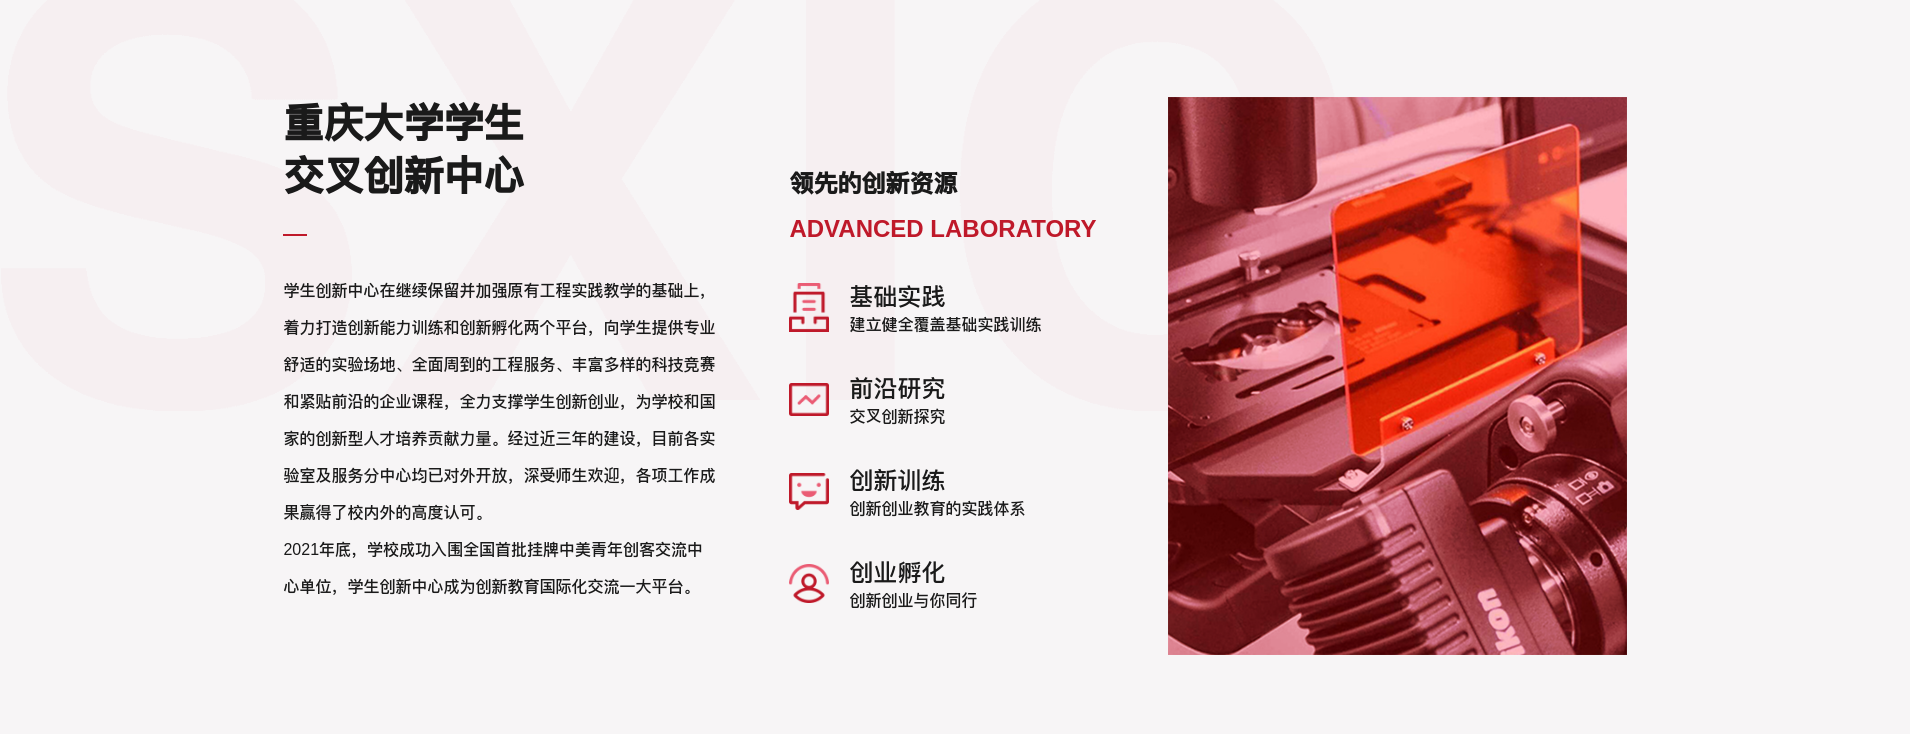 SXIC
重庆大学学生
交叉创新中心
学生创新中心在继续保留并加强原有工程实践教学的基础上，
着力打造创新能力训练和创新孵化两个平台，向学生提供专业
舒适的实验场地、全面周到的工程服务、丰富多样的科技竞赛
和紧贴前沿的企业课程，全力支撑学生创新创业，为学校和国
家的创新型人才培养贡献力量。经过近三年的建设，目前各实
验室及服务分中心均已对外开放，深受师生欢迎，各项工作成
果赢得了校内外的高度认可。
2021年底，学校成功入围全国首批挂牌中美青年创客交流中
心单位，学生创新中心成为创新教育国际化交流一大平台。
领先的创新资源
ADVANCED LABORATORY
基础实践
建立健全覆盖基础实践训练
前沿研究
交叉创新探究
创新训练
创新创业教育的实践体系
创业孵化
创新创业与你同行
ikon